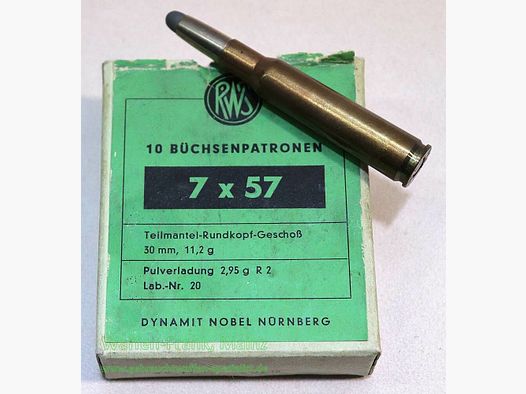 RWS
10 BÜCHSENPATRONEN
7 x 57
Teilmantel-Rundkopf-Geschoß
30 mm, 11,2 g
Pulverladung 2,95 g R 2
Lab.-Nr. 20
DYNAMIT NOBEL NÜRNBERG
Mainz